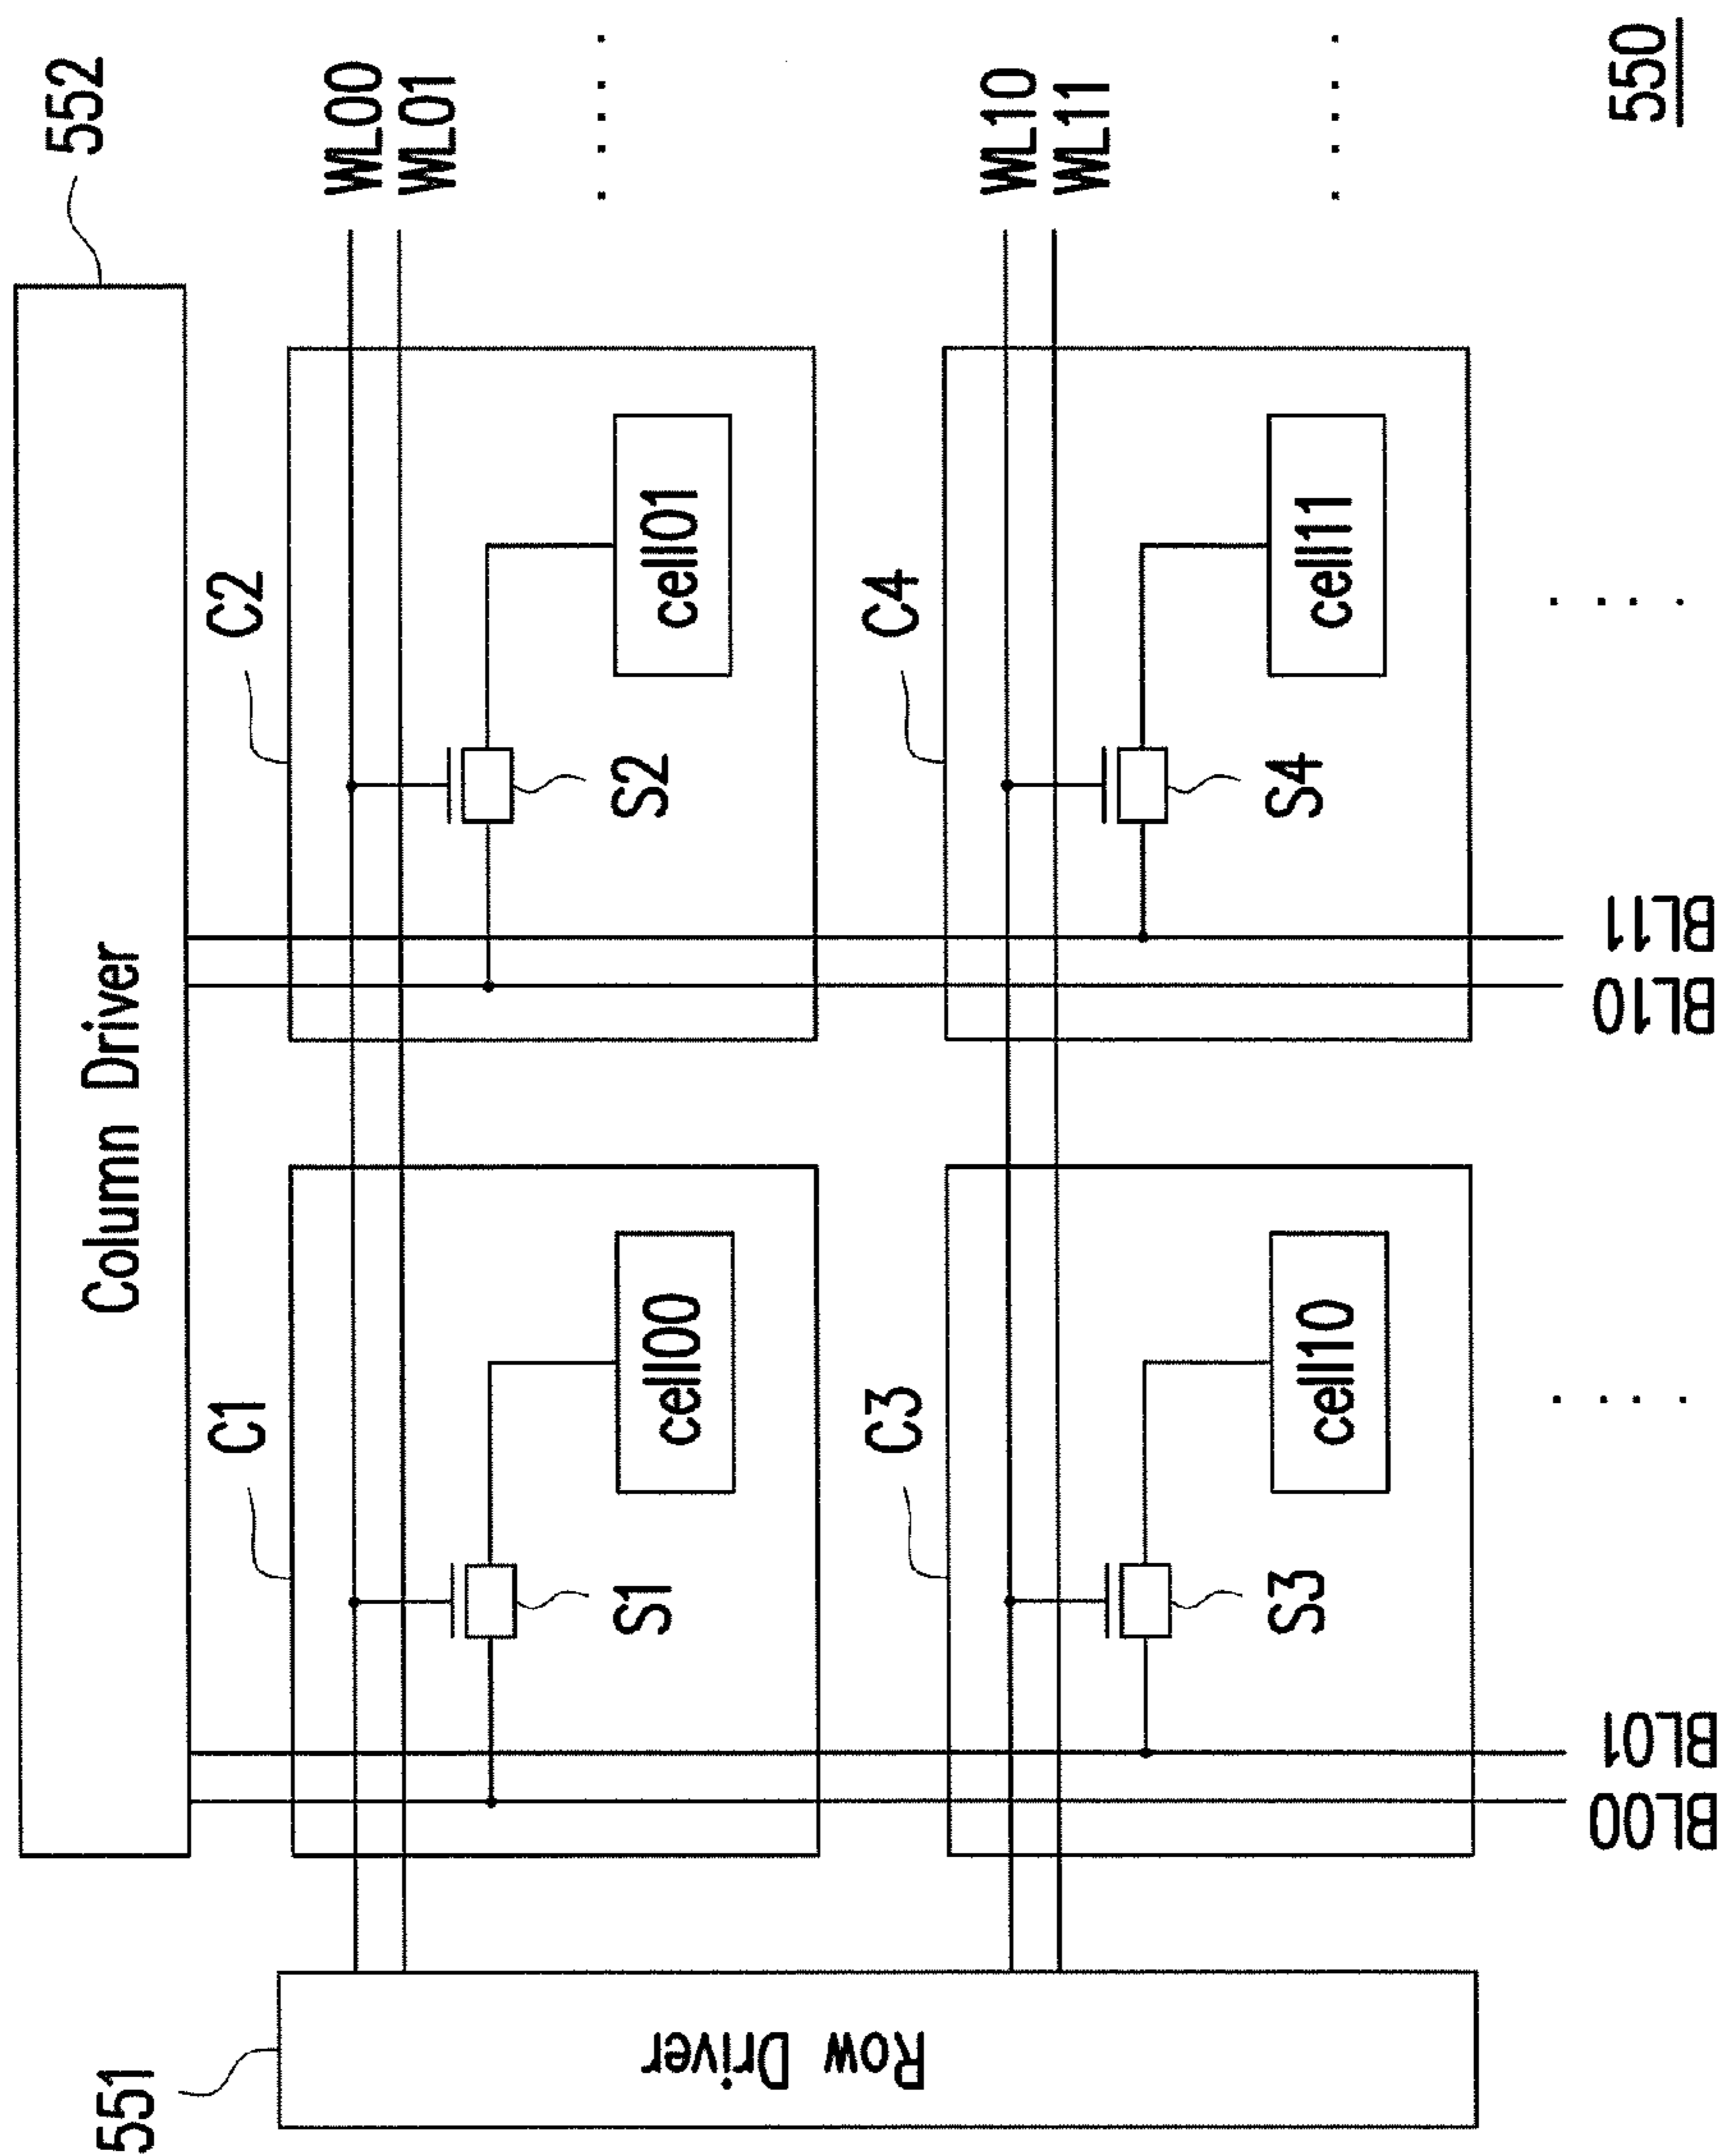 552
Column Driver
551
Row Driver
C1
C2
WL00
WL01
S1
cell00
S2
cell01
. . . .
C3
C4
WL10
WL11
S3
cell10
S4
cell11
. . . .
BL00
BL01
BL10
BL11
. . . .
. . . .
550